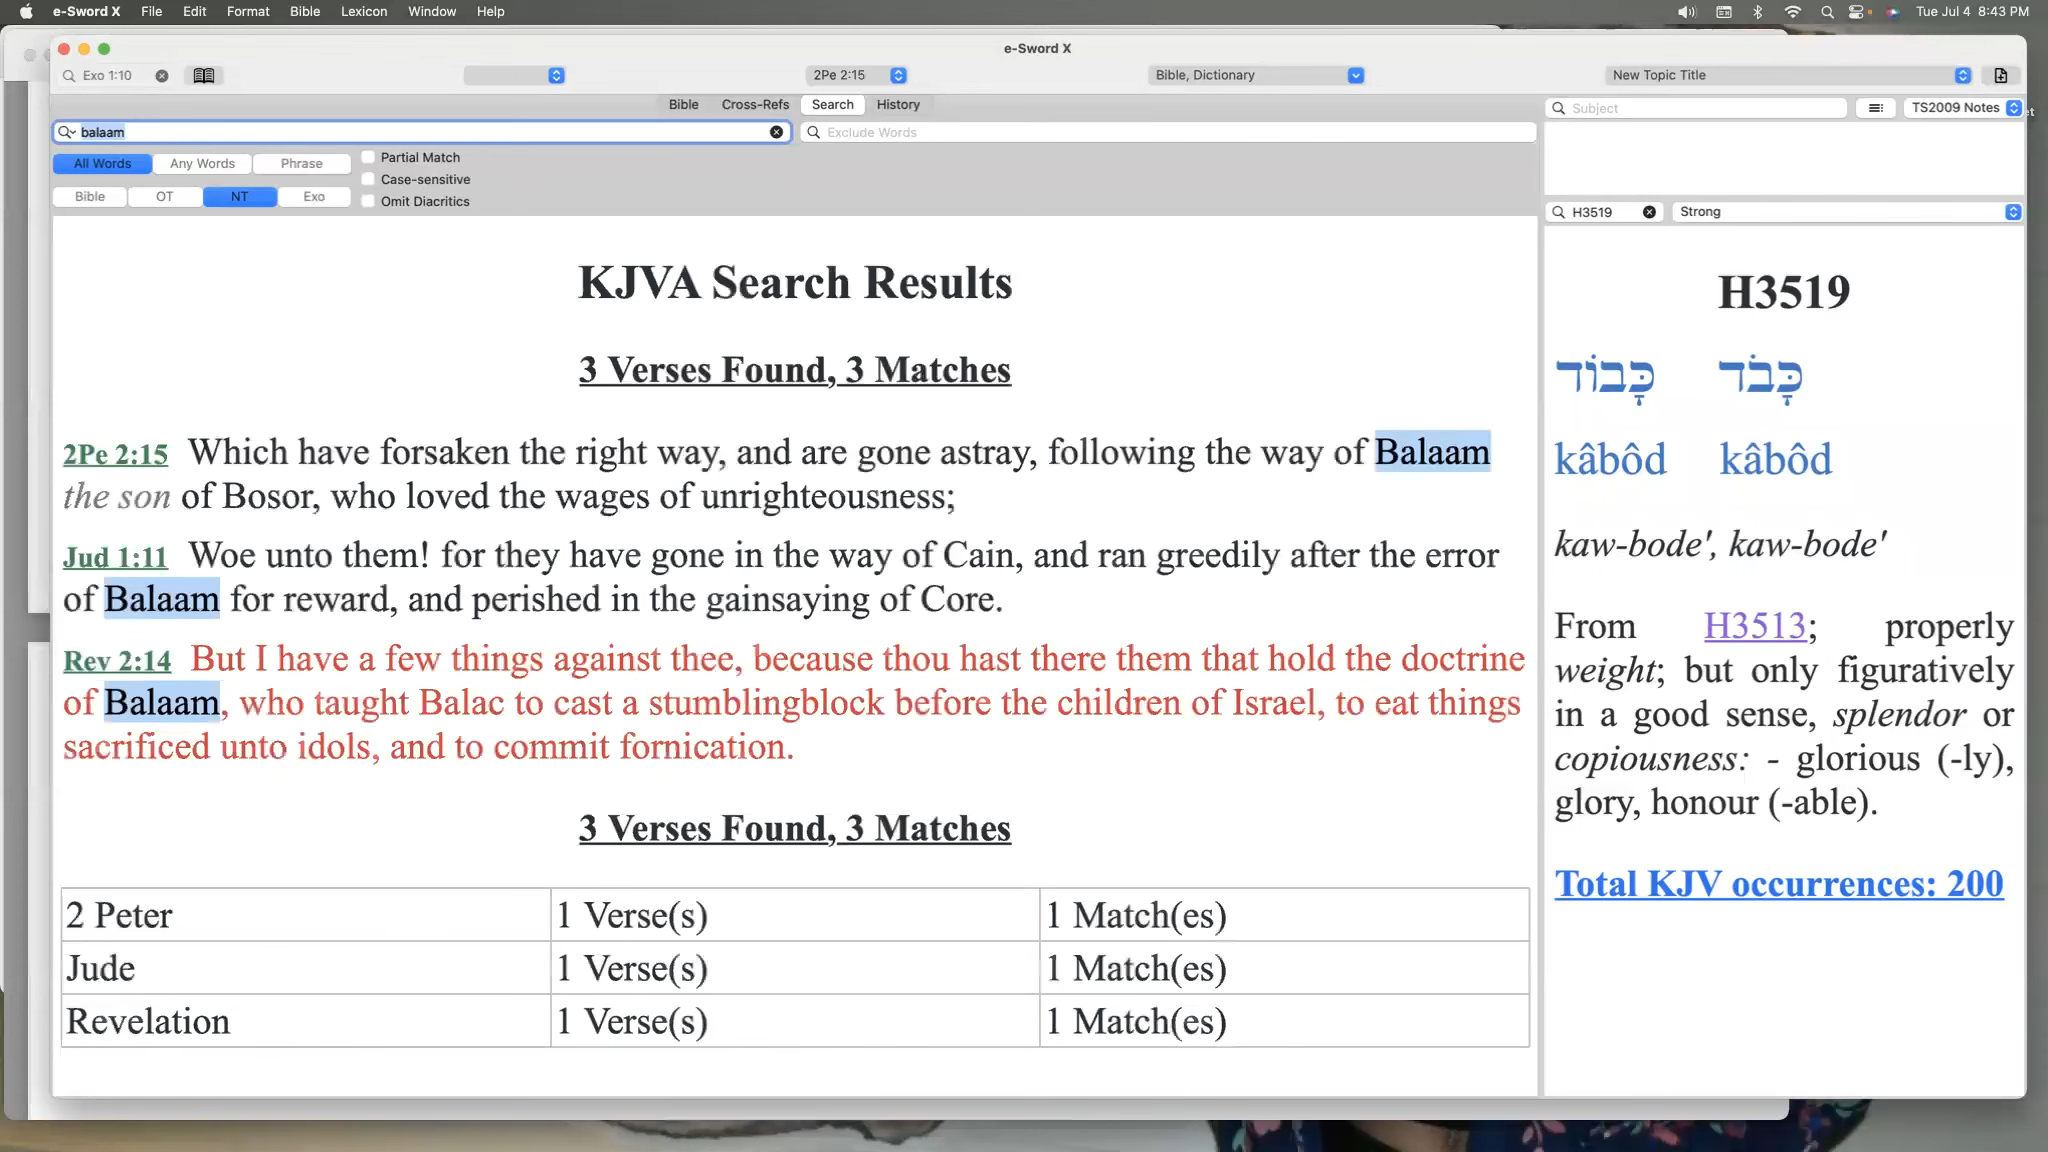 e-Sword X File Edit Format Bible Lexicon Window Help Tue Jul 4 8:43 PM
e-Sword X
Exo 1:10 2Pe 2:15 Bible, Dictionary New Topic Title
Bible Cross-Refs Search History
Subject TS2009 Notes
balaam Exclude Words
All Words Any Words Phrase Partial Match
Case-sensitive
Bible OT NT Exo
Omit Diacritics
H3519 Strong
KJVA Search Results
3 Verses Found, 3 Matches
2Pe 2:15 Which have forsaken the right way, and are gone astray, following the way of Balaam
the son of Bosor, who loved the wages of unrighteousness;
Jud 1:11 Woe unto them! for they have gone in the way of Cain, and ran greedily after the error
of Balaam for reward, and perished in the gainsaying of Core.
Rev 2:14 But I have a few things against thee, because thou hast there them that hold the doctrine
of Balaam, who taught Balac to cast a stumblingblock before the children of Israel, to eat things
sacrificed unto idols, and to commit fornication.
3 Verses Found, 3 Matches
2 Peter 1 Verse(s) 1 Match(es)
Jude 1 Verse(s) 1 Match(es)
Revelation 1 Verse(s) 1 Match(es)
H3519
כָּבוֹד כָּבֹד
kâbôd kâbôd
kaw-bode', kaw-bode'
From H3513; properly
weight; but only figuratively
in a good sense, splendor or
copiousness: - glorious (-ly),
glory, honour (-able).
Total KJV occurrences: 200